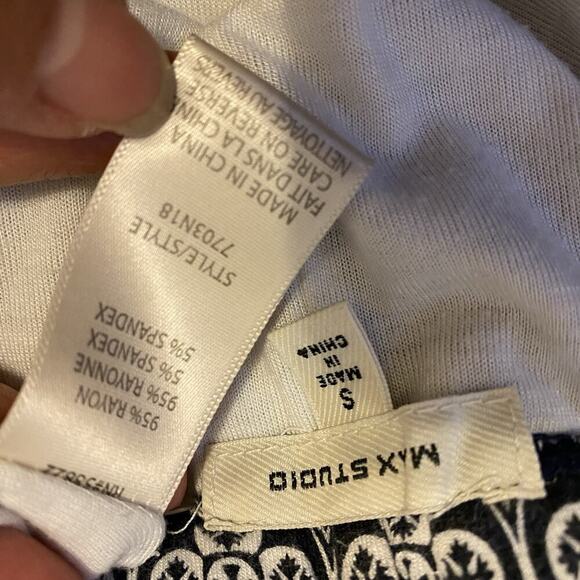 95% RAYON
5% SPANDEX
95% RAYONNE
5% SPANDEX
STYLE/STYLE
7703N18
MADE IN CHINA
FAIT DANS LA CHINA
CARE ON REVERSE
NETTOYAGE AU REVERS
MAX STUDIO
S
MADE
IN
CHINA